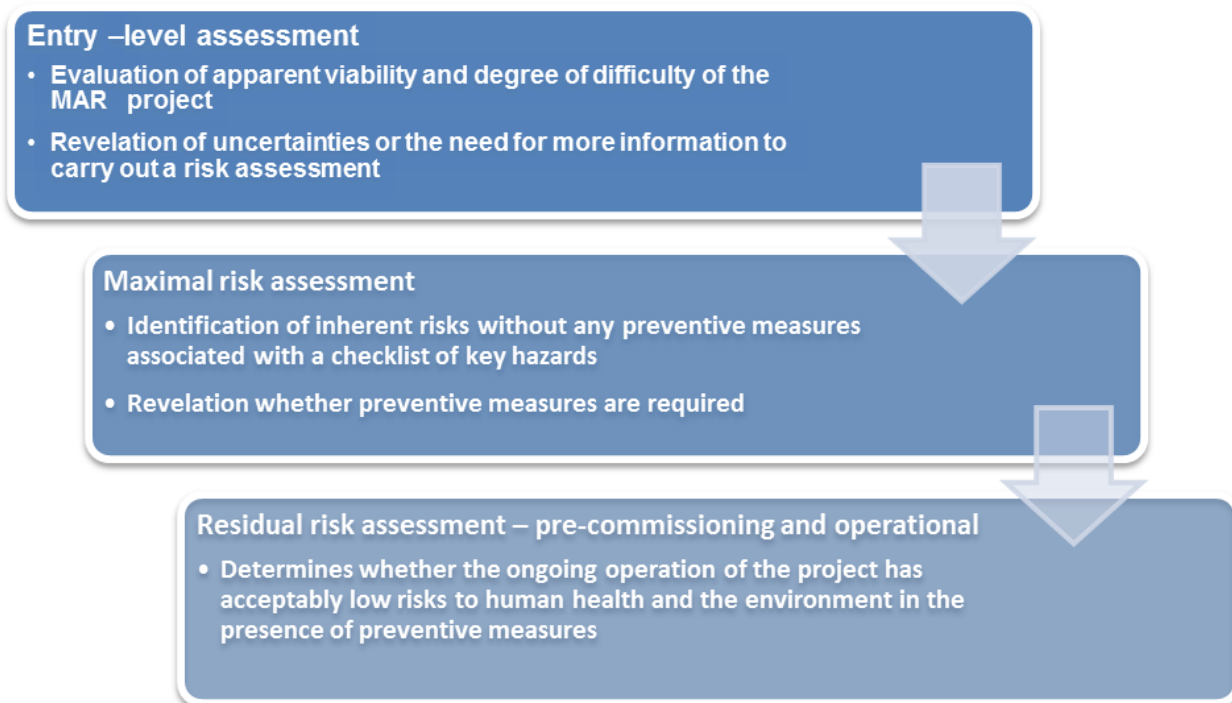 Entry –level assessment
• Evaluation of apparent viability and degree of difficulty of the
MAR project
• Revelation of uncertainties or the need for more information to
carry out a risk assessment
Maximal risk assessment
• Identification of inherent risks without any preventive measures
associated with a checklist of key hazards
• Revelation whether preventive measures are required
Residual risk assessment – pre-commissioning and operational
• Determines whether the ongoing operation of the project has
acceptably low risks to human health and the environment in the
presence of preventive measures